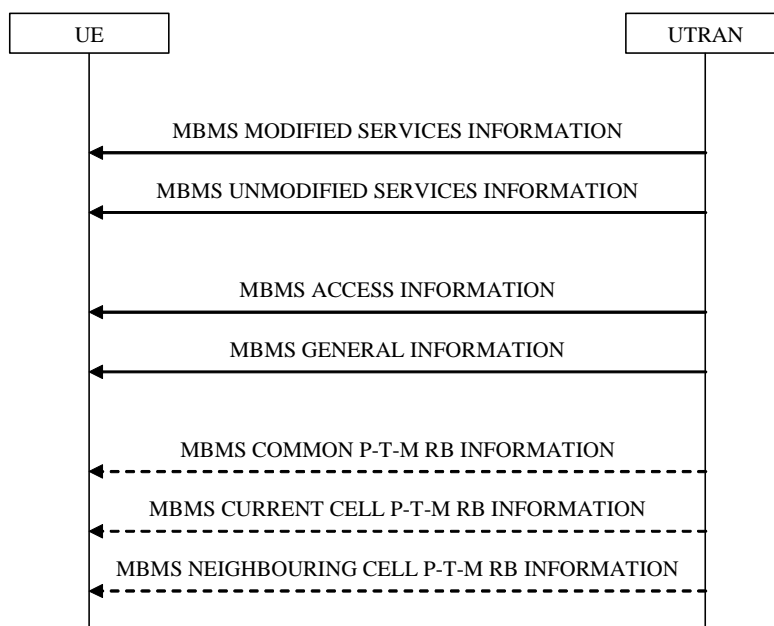 UE
UTRAN
MBMS MODIFIED SERVICES INFORMATION
MBMS UNMODIFIED SERVICES INFORMATION
MBMS ACCESS INFORMATION
MBMS GENERAL INFORMATION
MBMS COMMON P-T-M RB INFORMATION
MBMS CURRENT CELL P-T-M RB INFORMATION
MBMS NEIGHBOURING CELL P-T-M RB INFORMATION